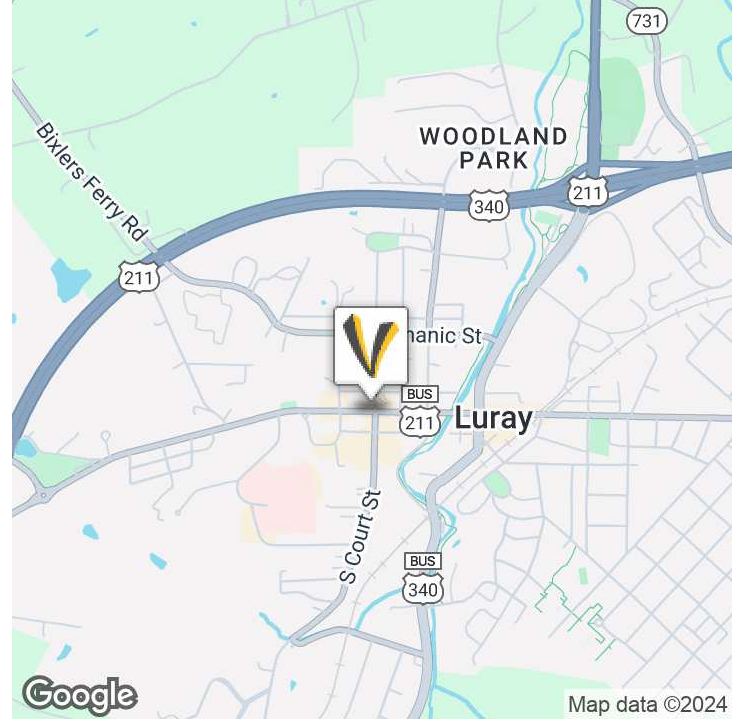 731
WOODLAND
PARK
Bixlers Ferry Rd
340
211
211
hanic St
BUS
211
Luray
S Court St
BUS
340
Google
Map data ©2024